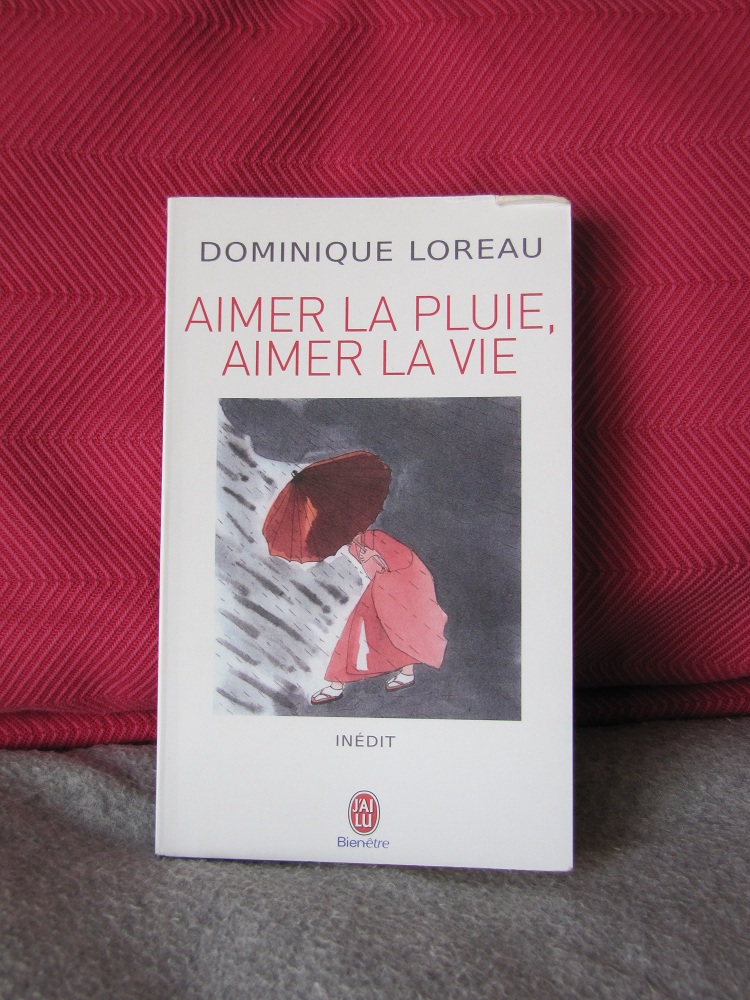 DOMINIQUE LOREAU
AIMER LA PLUIE,
AIMER LA VIE
INÉDIT
J'AI
LU
Bien-être